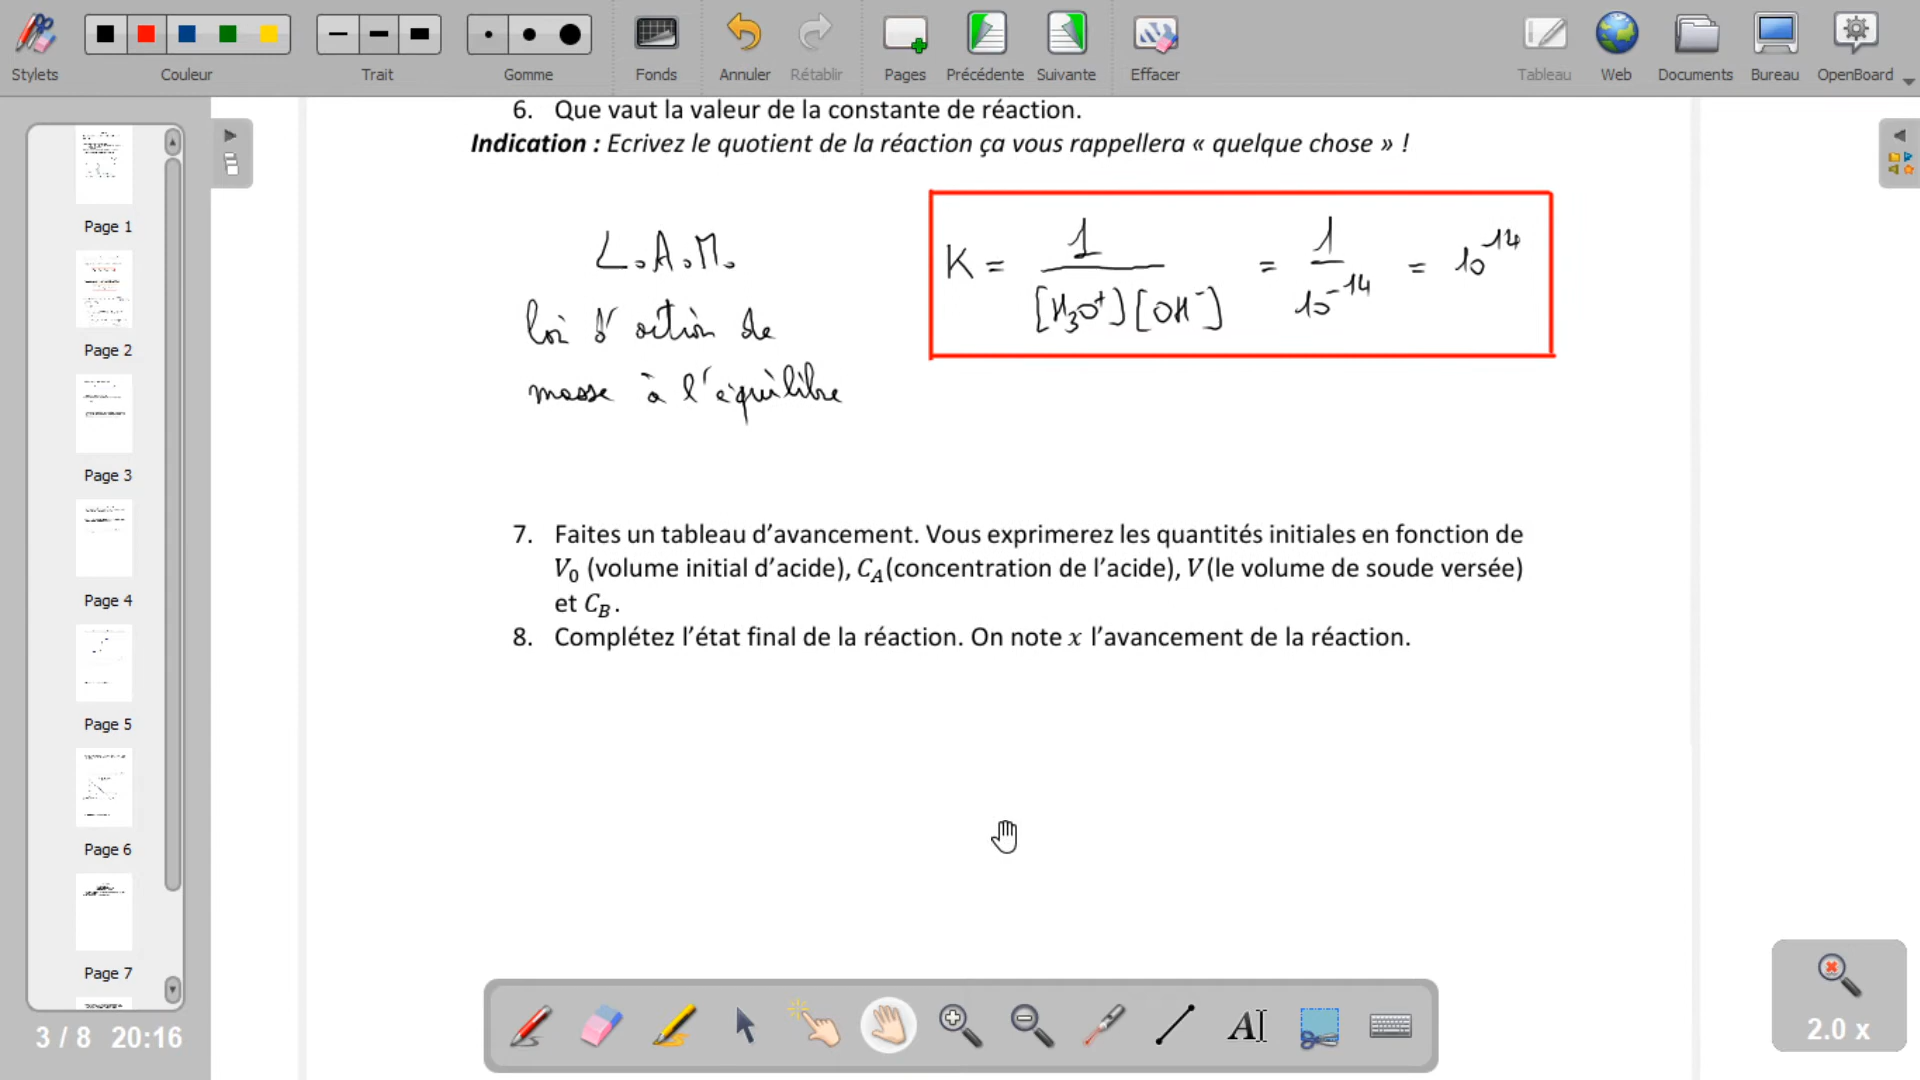 Stylets
Couleur
Trait
Gomme
Fonds
Annuler
Rétablir
Pages
Précédente
Suivante
Effacer
Tableau
Web
Documents
Bureau
OpenBoard
Page 1
Page 2
Page 3
Page 4
Page 5
Page 6
Page 7
3 / 8 20:16
6. Que vaut la valeur de la constante de réaction.
Indication : Ecrivez le quotient de la réaction ça vous rappellera « quelque chose » !
L.A.M.
loi d'action de
masse à l'équilibre
K = 1 / [H₃O⁺][OH⁻] = 1 / 10⁻¹⁴ = 10¹⁴
7. Faites un tableau d’avancement. Vous exprimerez les quantités initiales en fonction de
V₀ (volume initial d’acide), C_A(concentration de l’acide), V(le volume de soude versée)
et C_B.
8. Complétez l’état final de la réaction. On note x l’avancement de la réaction.
2.0 x